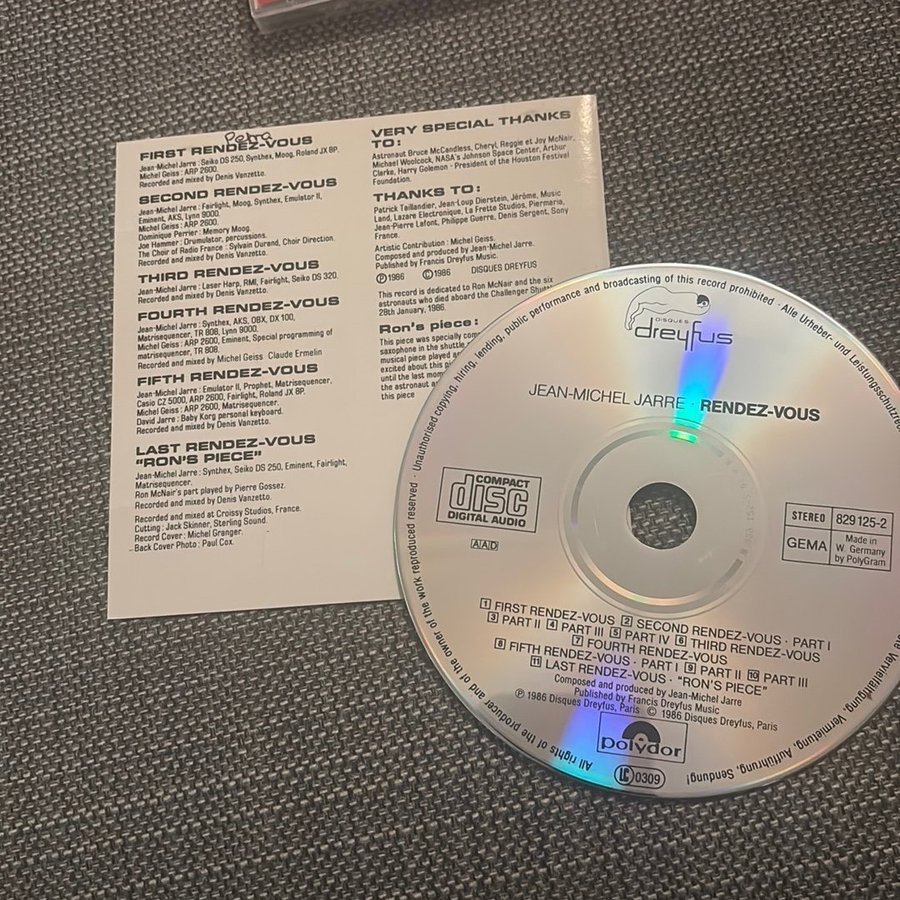 Petra
FIRST RENDEZ-VOUS
Jean-Michel Jarre : Seiko DS 250, Synthex, Moog, Roland JX 8P.
Michel Geiss : ARP 2600.
Recorded and mixed by Denis Vanzetto.
SECOND RENDEZ-VOUS
Jean-Michel Jarre : Fairlight, Moog, Synthex, Emulator II,
Eminent, AKS, Lynn 9000.
Michel Geiss : ARP 2600.
Dominique Perrier : Memory Moog.
Joe Hammer : Drumulator, percussions.
The Choir of Radio France : Sylvain Durand, Choir Direction.
Recorded and mixed by Denis Vanzetto.
THIRD RENDEZ-VOUS
Jean-Michel Jarre : Laser Harp, RMI, Fairlight, Seiko DS 320.
Recorded and mixed by Denis Vanzetto.
FOURTH RENDEZ-VOUS
Jean-Michel Jarre : Synthex, AKS, OBX, DX 100,
Matrisequencer, TR 808, Lynn 9000.
Michel Geiss : ARP 2600, Eminent, Special programming of
matrisequencer, TR 808.
Recorded and mixed by Michel Geiss Claude Ermelin
FIFTH RENDEZ-VOUS
Jean-Michel Jarre : Emulator II, Prophet, Matrisequencer,
Casio CZ 5000, ARP 2600, Fairlight, Roland JX 8P.
Michel Geiss : ARP 2600, Matrisequencer.
David Jarre : Baby Korg personal keyboard.
Recorded and mixed by Denis Vanzetto.
LAST RENDEZ-VOUS
"RON'S PIECE"
Jean-Michel Jarre : Synthex, Seiko DS 250, Eminent, Fairlight,
Matrisequencer.
Ron McNair's part played by Pierre Gossez.
Recorded and mixed by Denis Vanzetto.
Recorded and mixed at Croissy Studios, France.
Cutting : Jack Skinner, Sterling Sound.
Record Cover : Michel Granger.
Back Cover Photo : Paul Cox.
VERY SPECIAL THANKS
TO :
Astronaut Bruce McCandless, Cheryl, Reggie et Joy McNair,
Michael Woolcock, NASA's Johnson Space Center, Arthur
Clarke, Harry Golemon - President of the Houston Festival
Foundation.
THANKS TO :
Patrick Taillandier, Jean-Loup Dierstein, Jérôme, Music
Land, Lazare Electronique, La Frette Studios, Piermaria,
Jean-Pierre Lafont, Philippe Guerre, Denis Sergent, Sony
France.
Artistic Contribution : Michel Geiss.
Composed and produced by Jean-Michel Jarre.
Published by Francis Dreyfus Music.
Ⓟ1986 ©1986 DISQUES DREYFUS
This record is dedicated to Ron McNair and the six
astronauts who died aboard the Challenger
28th January, 1986.
Ron's piece :
This piece was specially
saxophone in the shuttle
musical piece played
excited about this
until the last
the astronaut
this piece
Unauthorised copying, hiring, lending, public performance and broadcasting of this record prohibited · Alle Urheber- und
Vervielfältigung, Vermietung, Aufführung, Sendung!
All rights of the producer and of the owner of the work reproduced reserved ·
DISQUES
dreyfus
JEAN-MICHEL JARRE · RENDEZ-VOUS
COMPACT
disc
DIGITAL AUDIO
AAD
STEREO 829 125-2
GEMA Made in
W. Germany
by PolyGram
1 FIRST RENDEZ-VOUS 2 SECOND RENDEZ-VOUS · PART I
3 PART II 4 PART III 5 PART IV 6 THIRD RENDEZ-VOUS
7 FOURTH RENDEZ-VOUS
8 FIFTH RENDEZ-VOUS · PART I 9 PART II 10 PART III
11 LAST RENDEZ-VOUS · "RON'S PIECE"
Composed and produced by Jean-Michel Jarre
Published by Francis Dreyfus Music
Ⓟ 1986 Disques Dreyfus, Paris © 1986 Disques Dreyfus, Paris
polydor
LC 0309